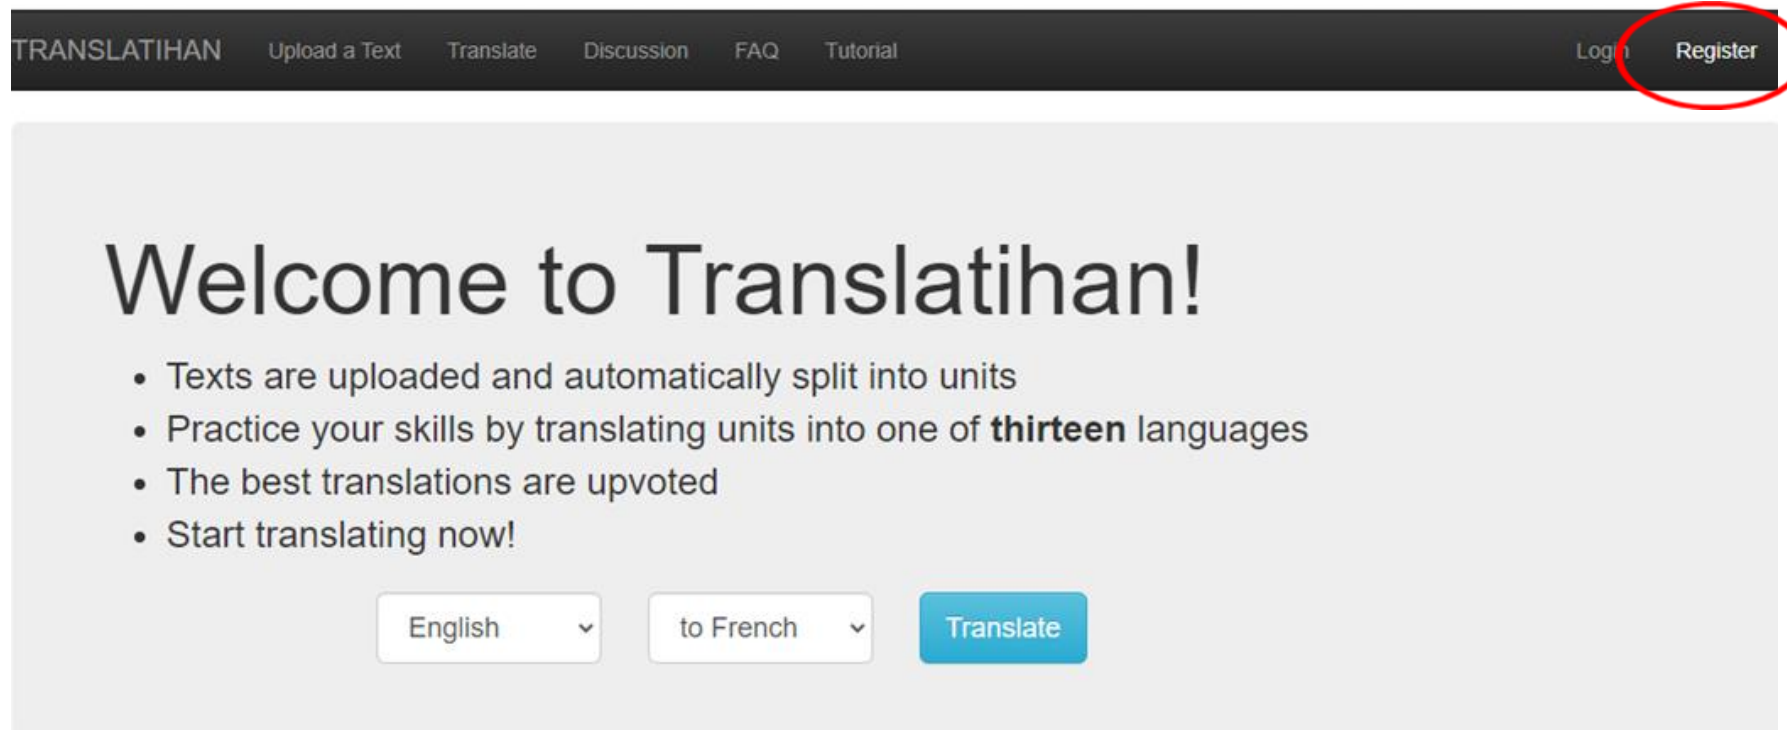 TRANSLATIHAN Upload a Text Translate Discussion FAQ Tutorial Login Register
Welcome to Translatihan!
• Texts are uploaded and automatically split into units
• Practice your skills by translating units into one of thirteen languages
• The best translations are upvoted
• Start translating now!
English to French Translate